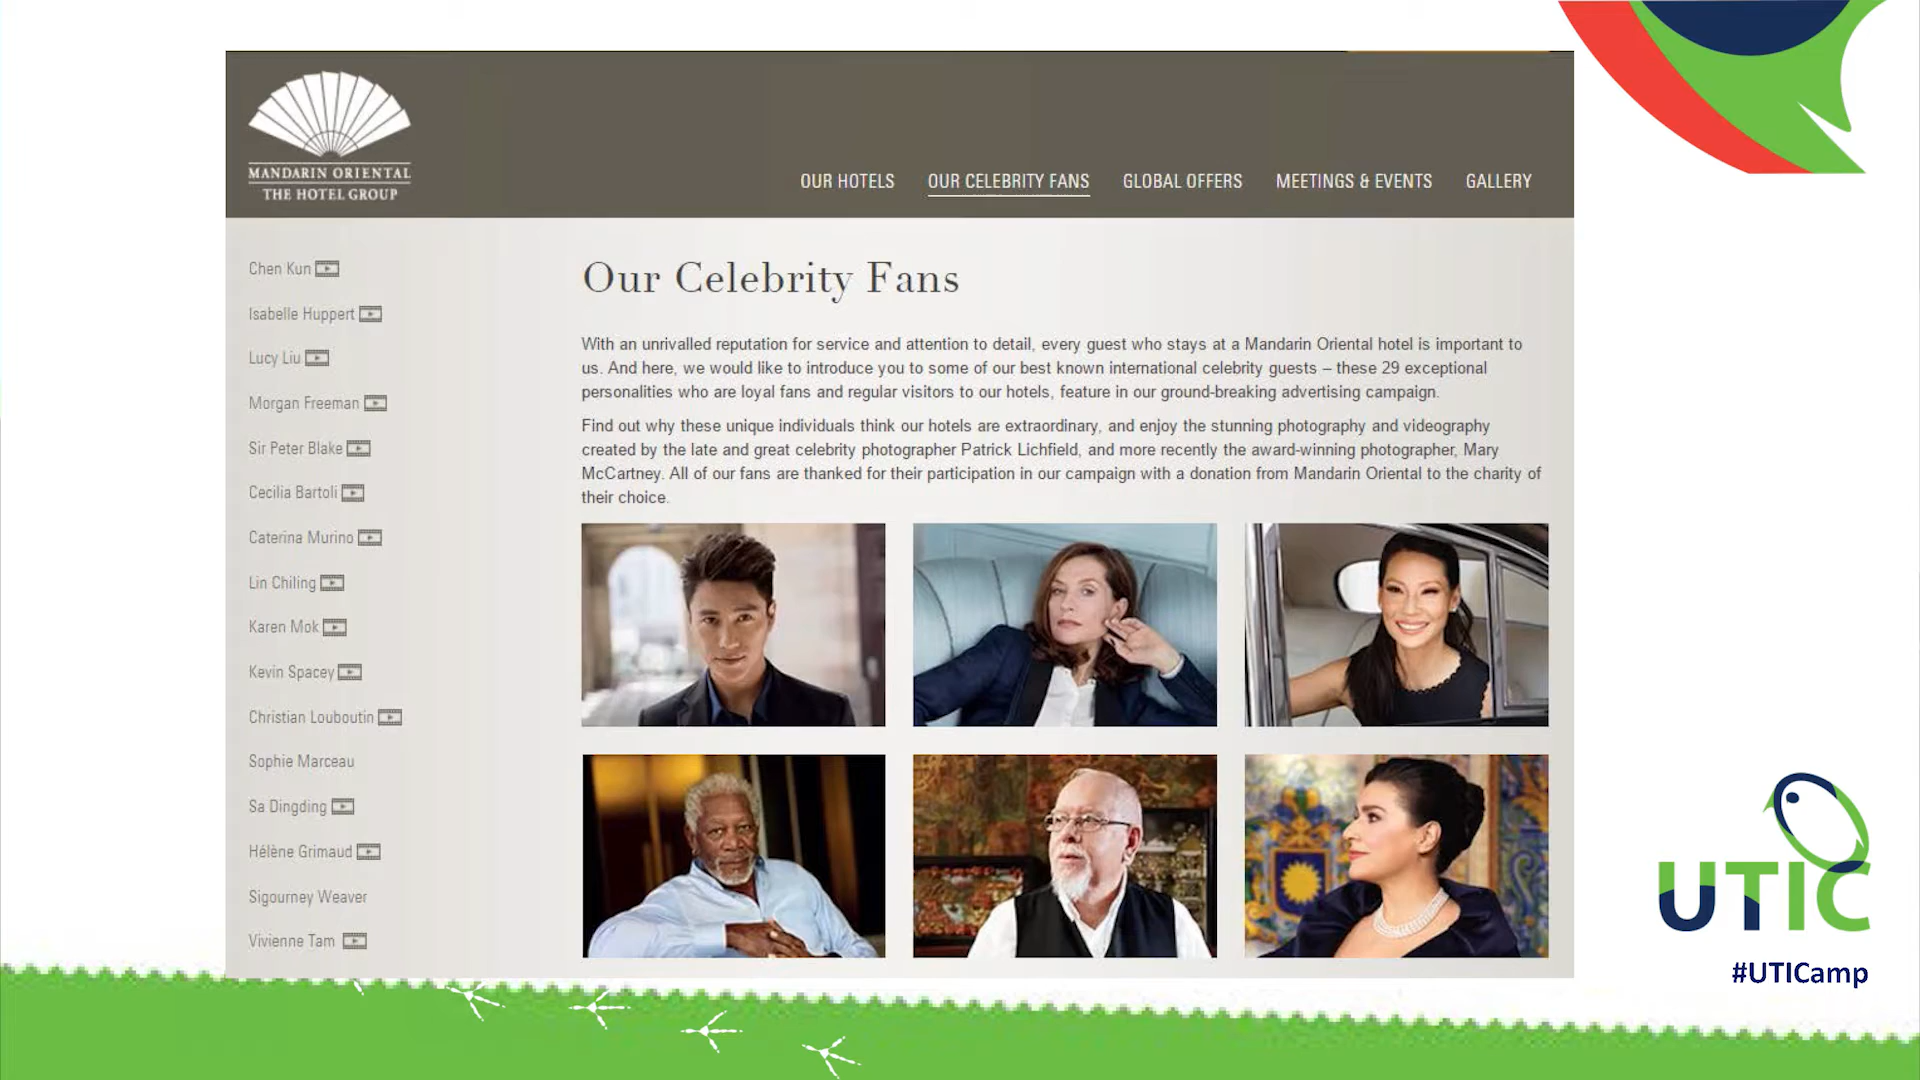 MANDARIN ORIENTAL
THE HOTEL GROUP
OUR HOTELS OUR CELEBRITY FANS GLOBAL OFFERS MEETINGS & EVENTS GALLERY
Chen Kun
Isabelle Huppert
Lucy Liu
Morgan Freeman
Sir Peter Blake
Cecilia Bartoli
Caterina Murino
Lin Chiling
Karen Mok
Kevin Spacey
Christian Louboutin
Sophie Marceau
Sa Dingding
Hélène Grimaud
Sigourney Weaver
Vivienne Tam
Our Celebrity Fans
With an unrivalled reputation for service and attention to detail, every guest who stays at a Mandarin Oriental hotel is important to
us. And here, we would like to introduce you to some of our best known international celebrity guests – these 29 exceptional
personalities who are loyal fans and regular visitors to our hotels, feature in our ground-breaking advertising campaign.
Find out why these unique individuals think our hotels are extraordinary, and enjoy the stunning photography and videography
created by the late and great celebrity photographer Patrick Lichfield, and more recently the award-winning photographer, Mary
McCartney. All of our fans are thanked for their participation in our campaign with a donation from Mandarin Oriental to the charity of
their choice.
UTIC
#UTICamp